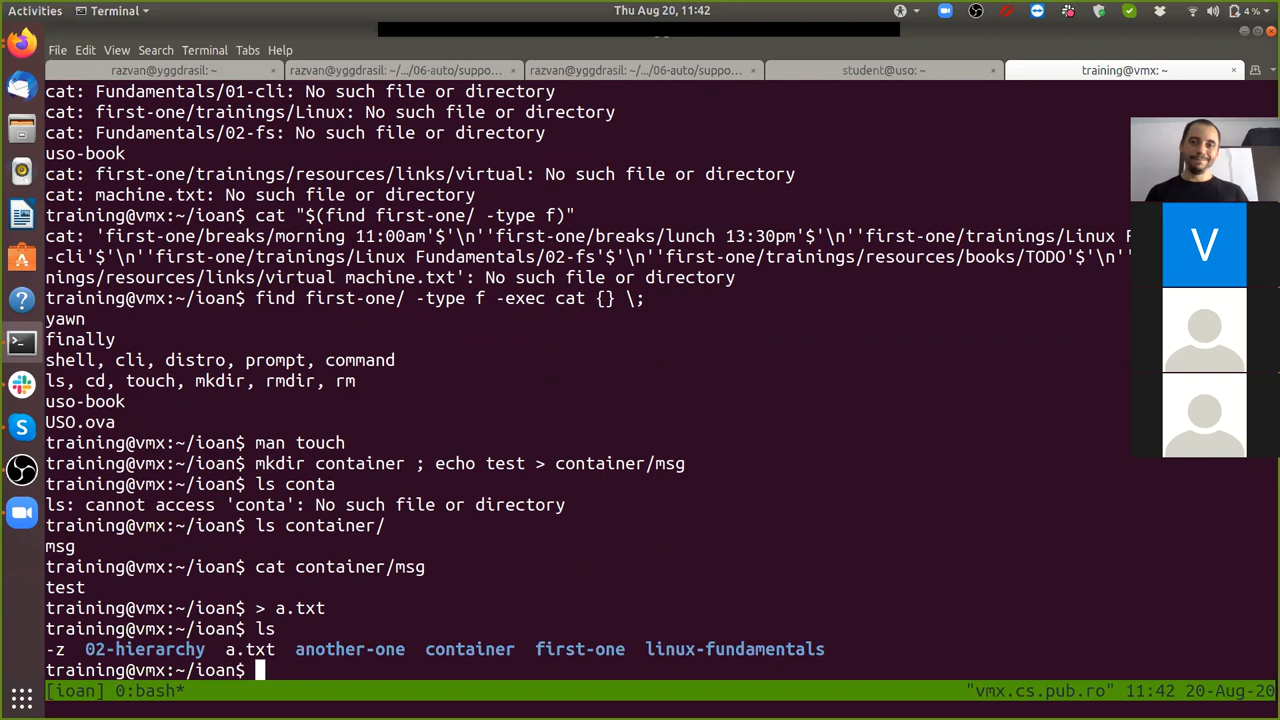 Activities Terminal Thu Aug 20, 11:42 4 %
File Edit View Search Terminal Tabs Help
razvan@yggdrasil: ~ × razvan@yggdrasil: ~/.../06-auto/suppo... × razvan@yggdrasil: ~/.../06-auto/suppo... × student@uso: ~ × training@vmx: ~ ×
cat: Fundamentals/01-cli: No such file or directory
cat: first-one/trainings/Linux: No such file or directory
cat: Fundamentals/02-fs: No such file or directory
uso-book
cat: first-one/trainings/resources/links/virtual: No such file or directory
cat: machine.txt: No such file or directory
training@vmx:~/ioan$ cat "$(find first-one/ -type f)"
cat: 'first-one/breaks/morning 11:00am'$'\n''first-one/breaks/lunch 13:30pm'$'\n''first-one/trainings/Linux F
-cli'$'\n''first-one/trainings/Linux Fundamentals/02-fs'$'\n''first-one/trainings/resources/books/TODO'$'\n''
nings/resources/links/virtual machine.txt': No such file or directory
training@vmx:~/ioan$ find first-one/ -type f -exec cat {} \;
yawn
finally
shell, cli, distro, prompt, command
ls, cd, touch, mkdir, rmdir, rm
uso-book
USO.ova
training@vmx:~/ioan$ man touch
training@vmx:~/ioan$ mkdir container ; echo test > container/msg
training@vmx:~/ioan$ ls conta
ls: cannot access 'conta': No such file or directory
training@vmx:~/ioan$ ls container/
msg
training@vmx:~/ioan$ cat container/msg
test
training@vmx:~/ioan$ > a.txt
training@vmx:~/ioan$ ls
-z 02-hierarchy a.txt another-one container first-one linux-fundamentals
training@vmx:~/ioan$
[ioan] 0:bash* "vmx.cs.pub.ro" 11:42 20-Aug-20
V